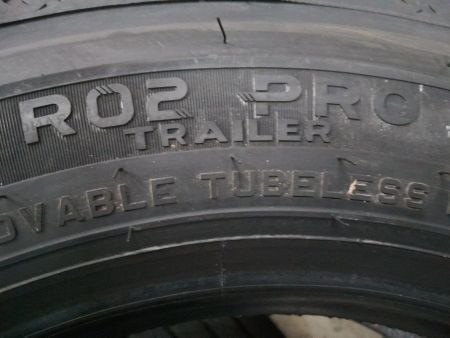 R02 PRO
TRAILER
OVABLE TUBELESS